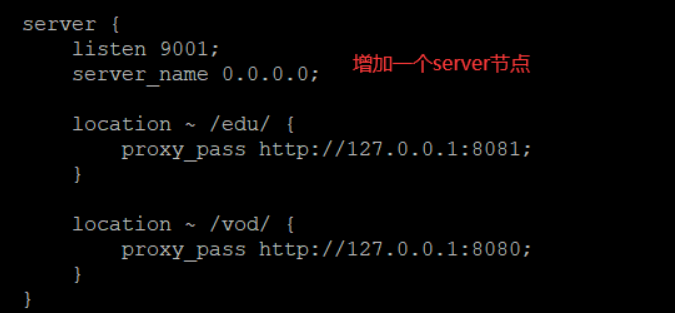 server {
listen 9001;
server_name 0.0.0.0;
增加一个server节点
location ~ /edu/ {
proxy_pass http://127.0.0.1:8081;
}
location ~ /vod/ {
proxy_pass http://127.0.0.1:8080;
}
}